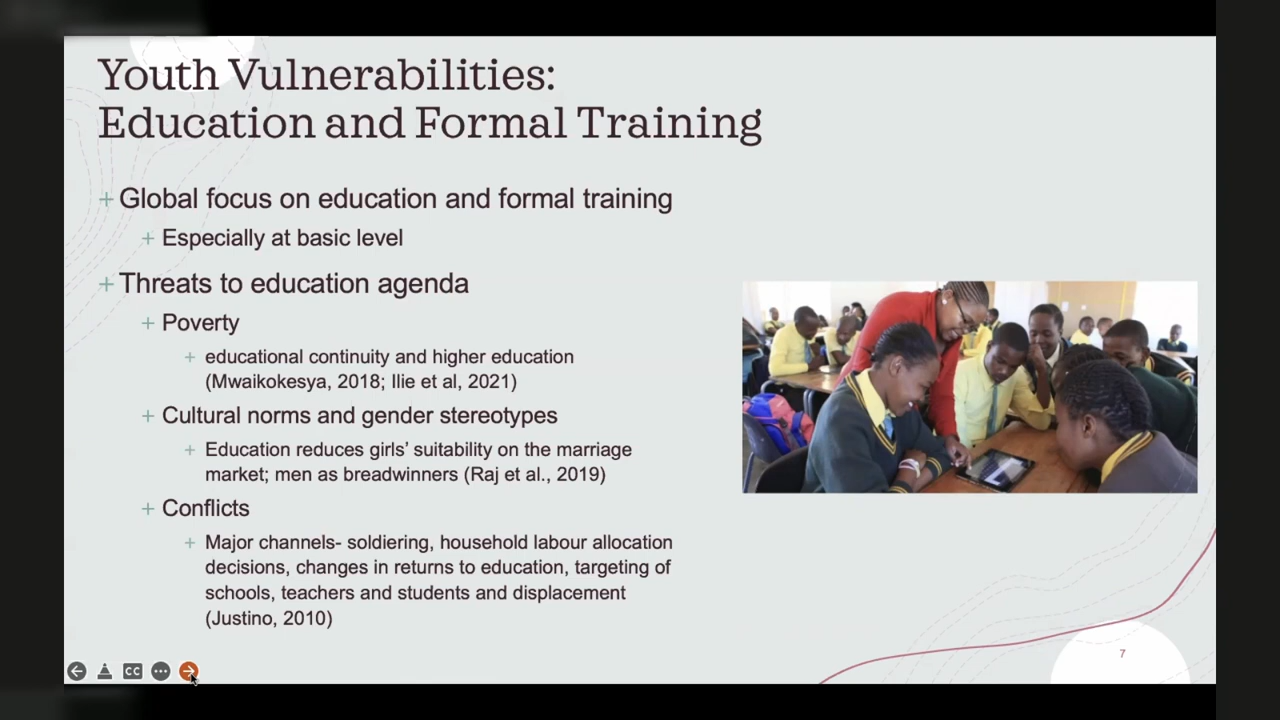 Youth Vulnerabilities:
Education and Formal Training
+ Global focus on education and formal training
+ Especially at basic level
+ Threats to education agenda
+ Poverty
+ educational continuity and higher education
(Mwaikokesya, 2018; Ilie et al, 2021)
+ Cultural norms and gender stereotypes
+ Education reduces girls' suitability on the marriage
market; men as breadwinners (Raj et al., 2019)
+ Conflicts
+ Major channels- soldiering, household labour allocation
decisions, changes in returns to education, targeting of
schools, teachers and students and displacement
(Justino, 2010)
7
CC